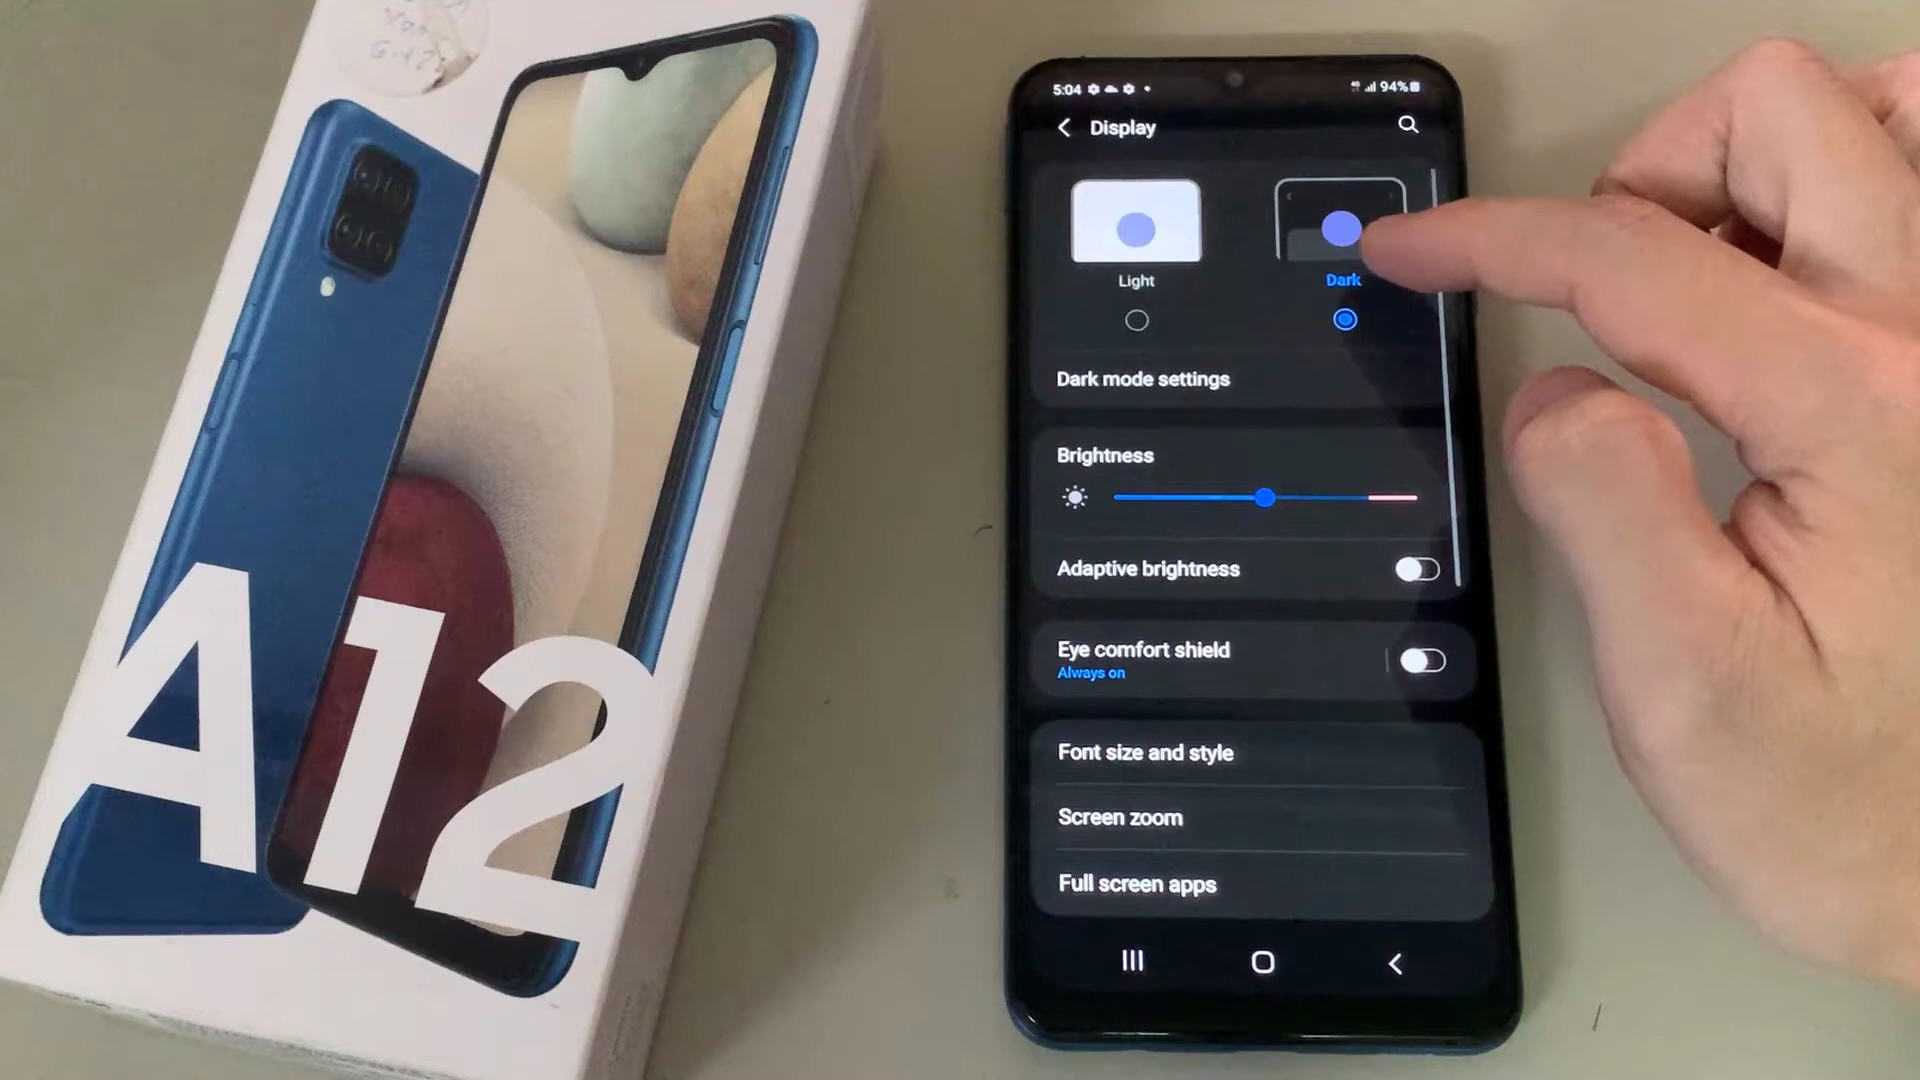 A12
5:04
94%
Display
Light
Dark
Dark mode settings
Brightness
Adaptive brightness
Eye comfort shield
Always on
Font size and style
Screen zoom
Full screen apps